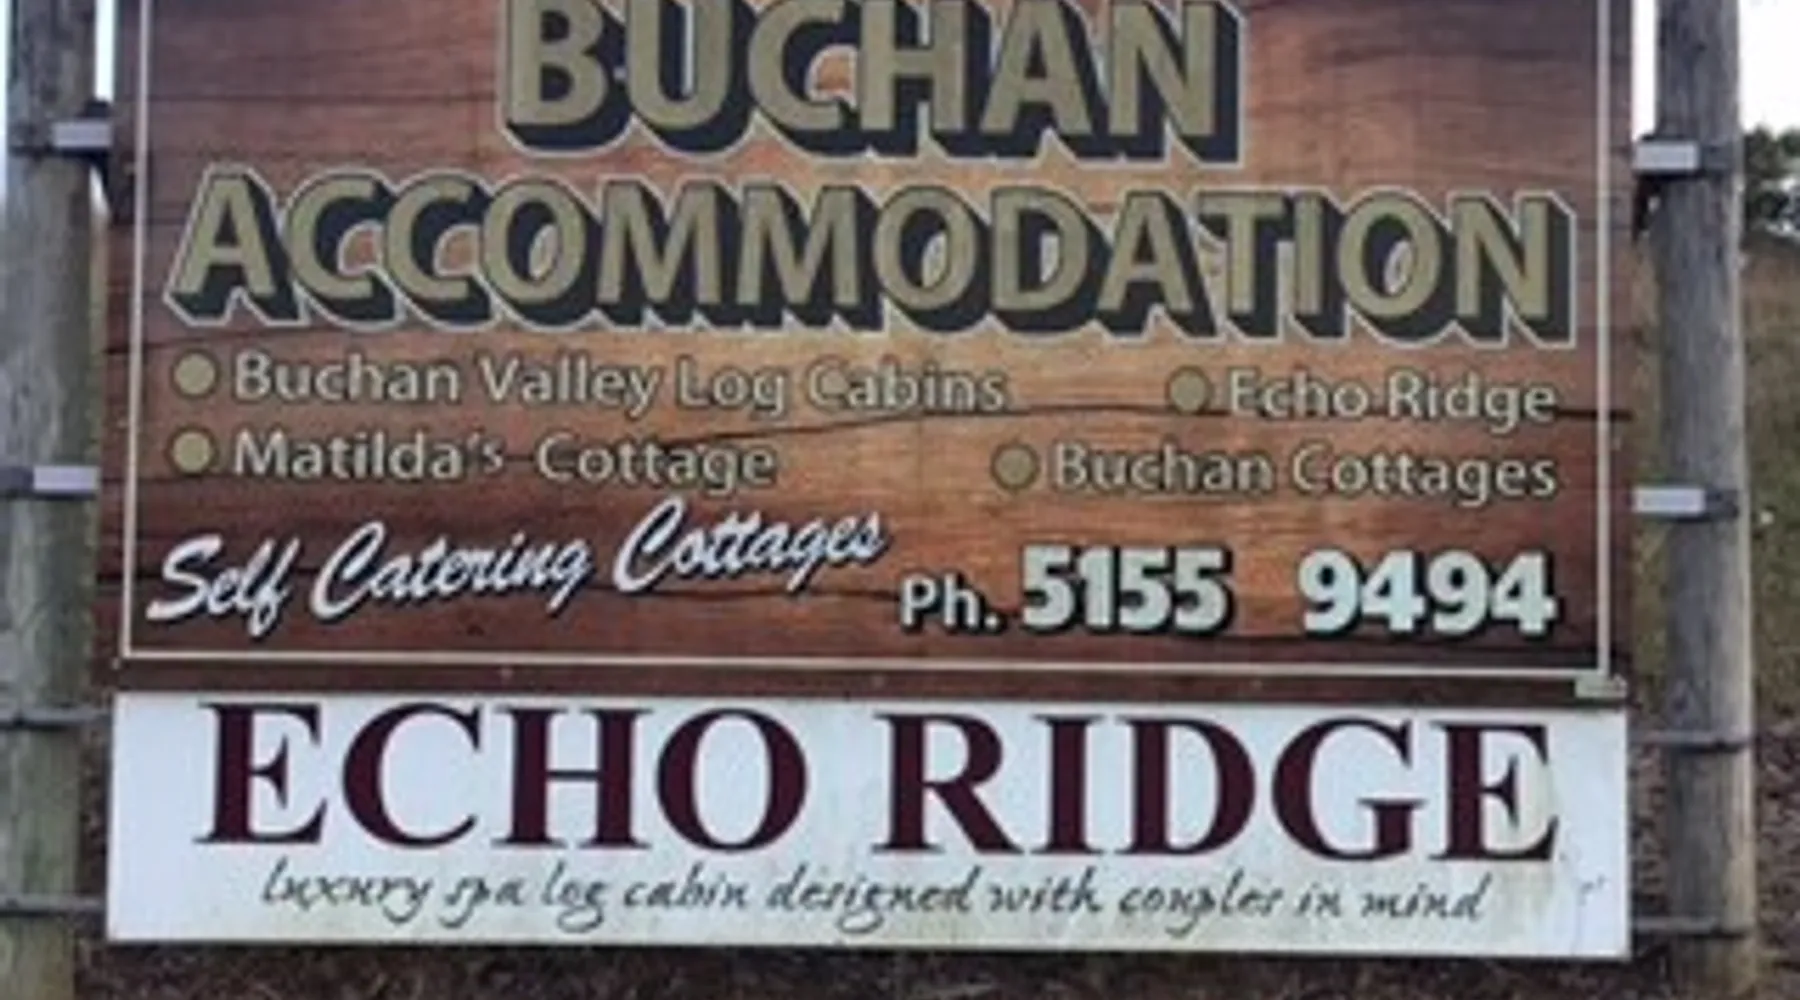 BUCHAN
ACCOMMODATION
Buchan Valley Log Cabins Echo Ridge
Matilda's Cottage Buchan Cottages
Self Catering Cottages Ph. 5155 9494
ECHO RIDGE
luxury spa log cabin designed with couples in mind